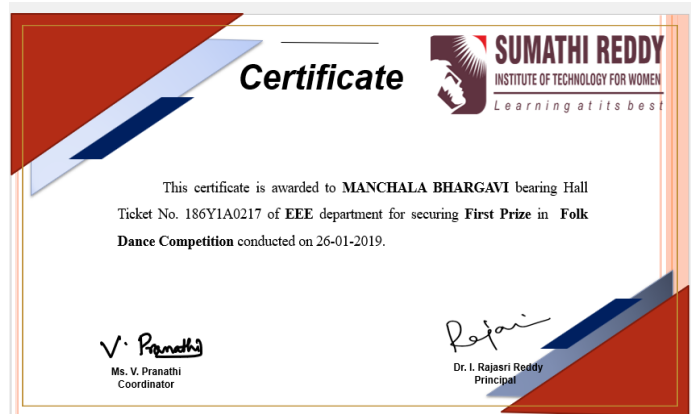 Certificate
SUMATHI REDDY
INSTITUTE OF TECHNOLOGY FOR WOMEN
Learning at its best
This certificate is awarded to MANCHALA BHARGAVI bearing Hall
Ticket No. 186Y1A0217 of EEE department for securing First Prize in Folk
Dance Competition conducted on 26-01-2019.
V. Pranathi
Rajani
Ms. V. Pranathi
Coordinator
Dr. I. Rajasri Reddy
Principal